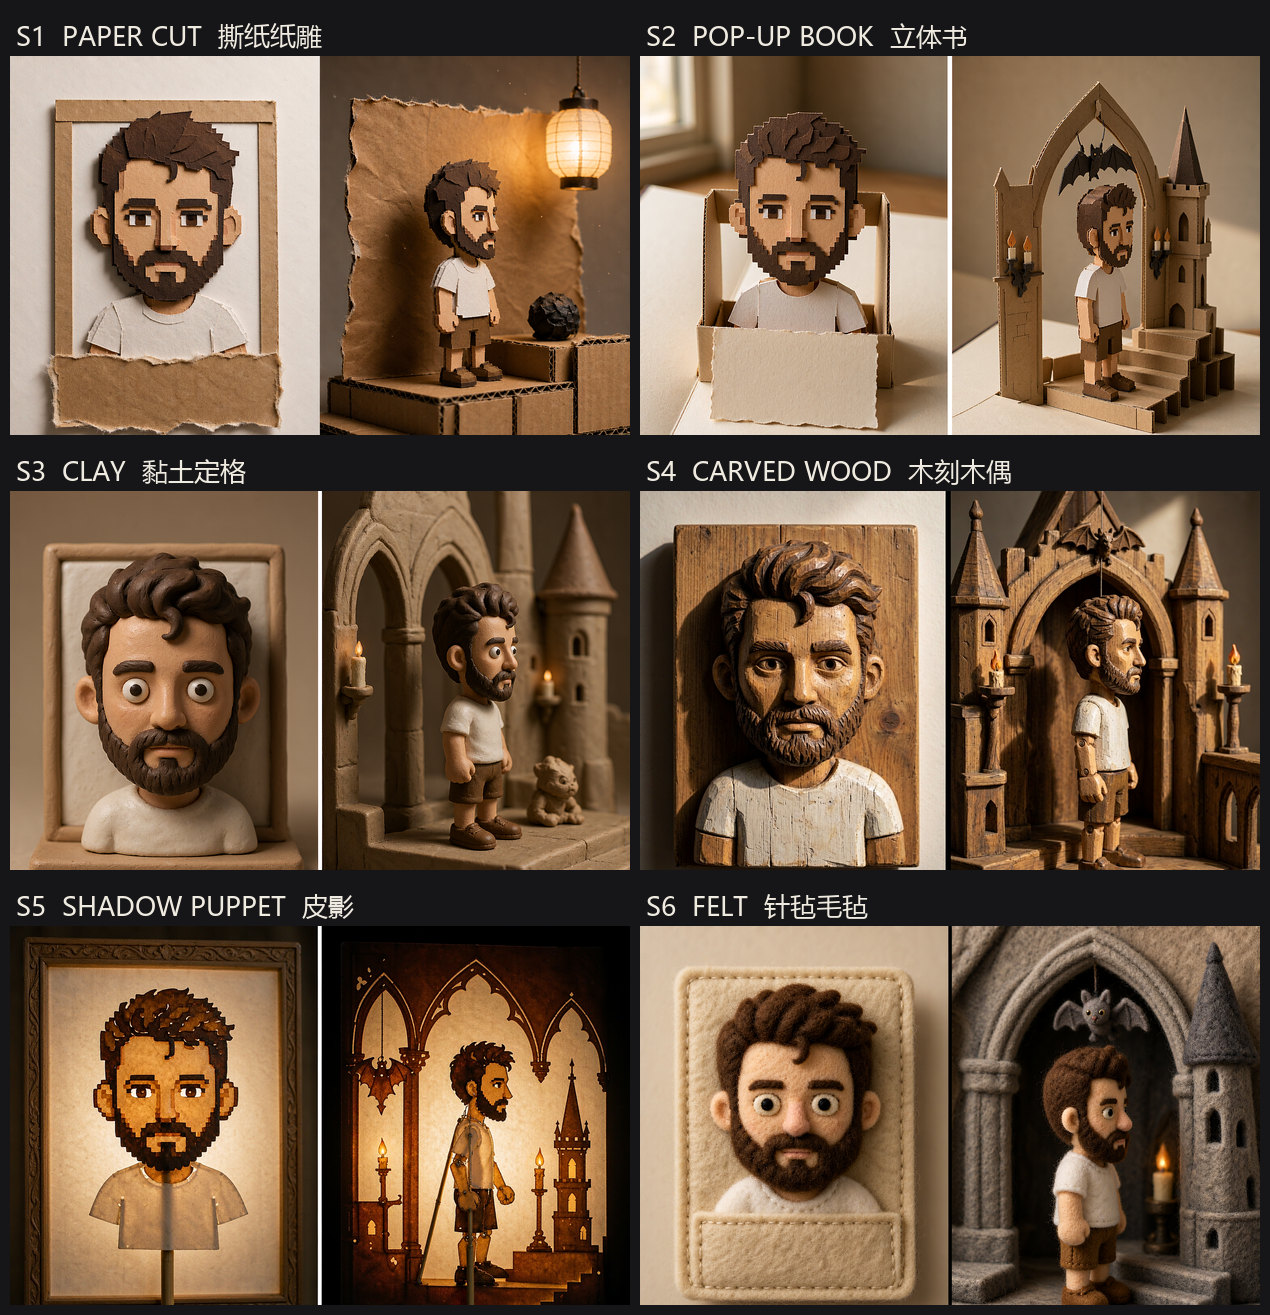 S1 PAPER CUT 撕纸纸雕
S2 POP-UP BOOK 立体书
S3 CLAY 黏土定格
S4 CARVED WOOD 木刻木偶
S5 SHADOW PUPPET 皮影
S6 FELT 针毡毛毡